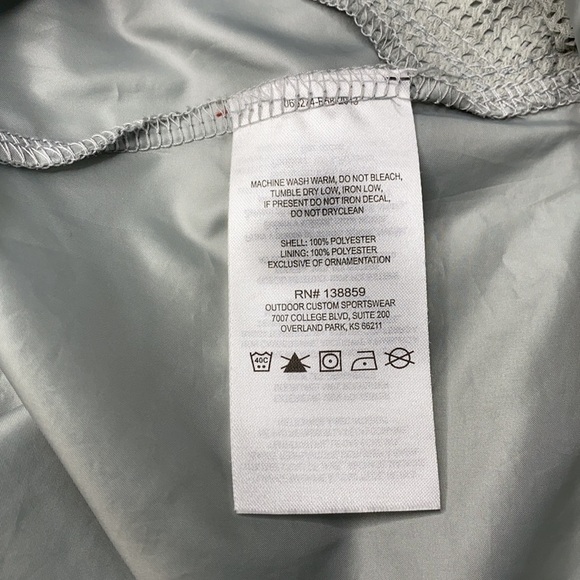 MACHINE WASH WARM, DO NOT BLEACH,
TUMBLE DRY LOW, IRON LOW,
IF PRESENT DO NOT IRON DECAL,
DO NOT DRYCLEAN
SHELL: 100% POLYESTER
LINING: 100% POLYESTER
EXCLUSIVE OF ORNAMENTATION
RN# 138859
OUTDOOR CUSTOM SPORTSWEAR
7007 COLLEGE BLVD, SUITE 200
OVERLAND PARK, KS 66211
40C